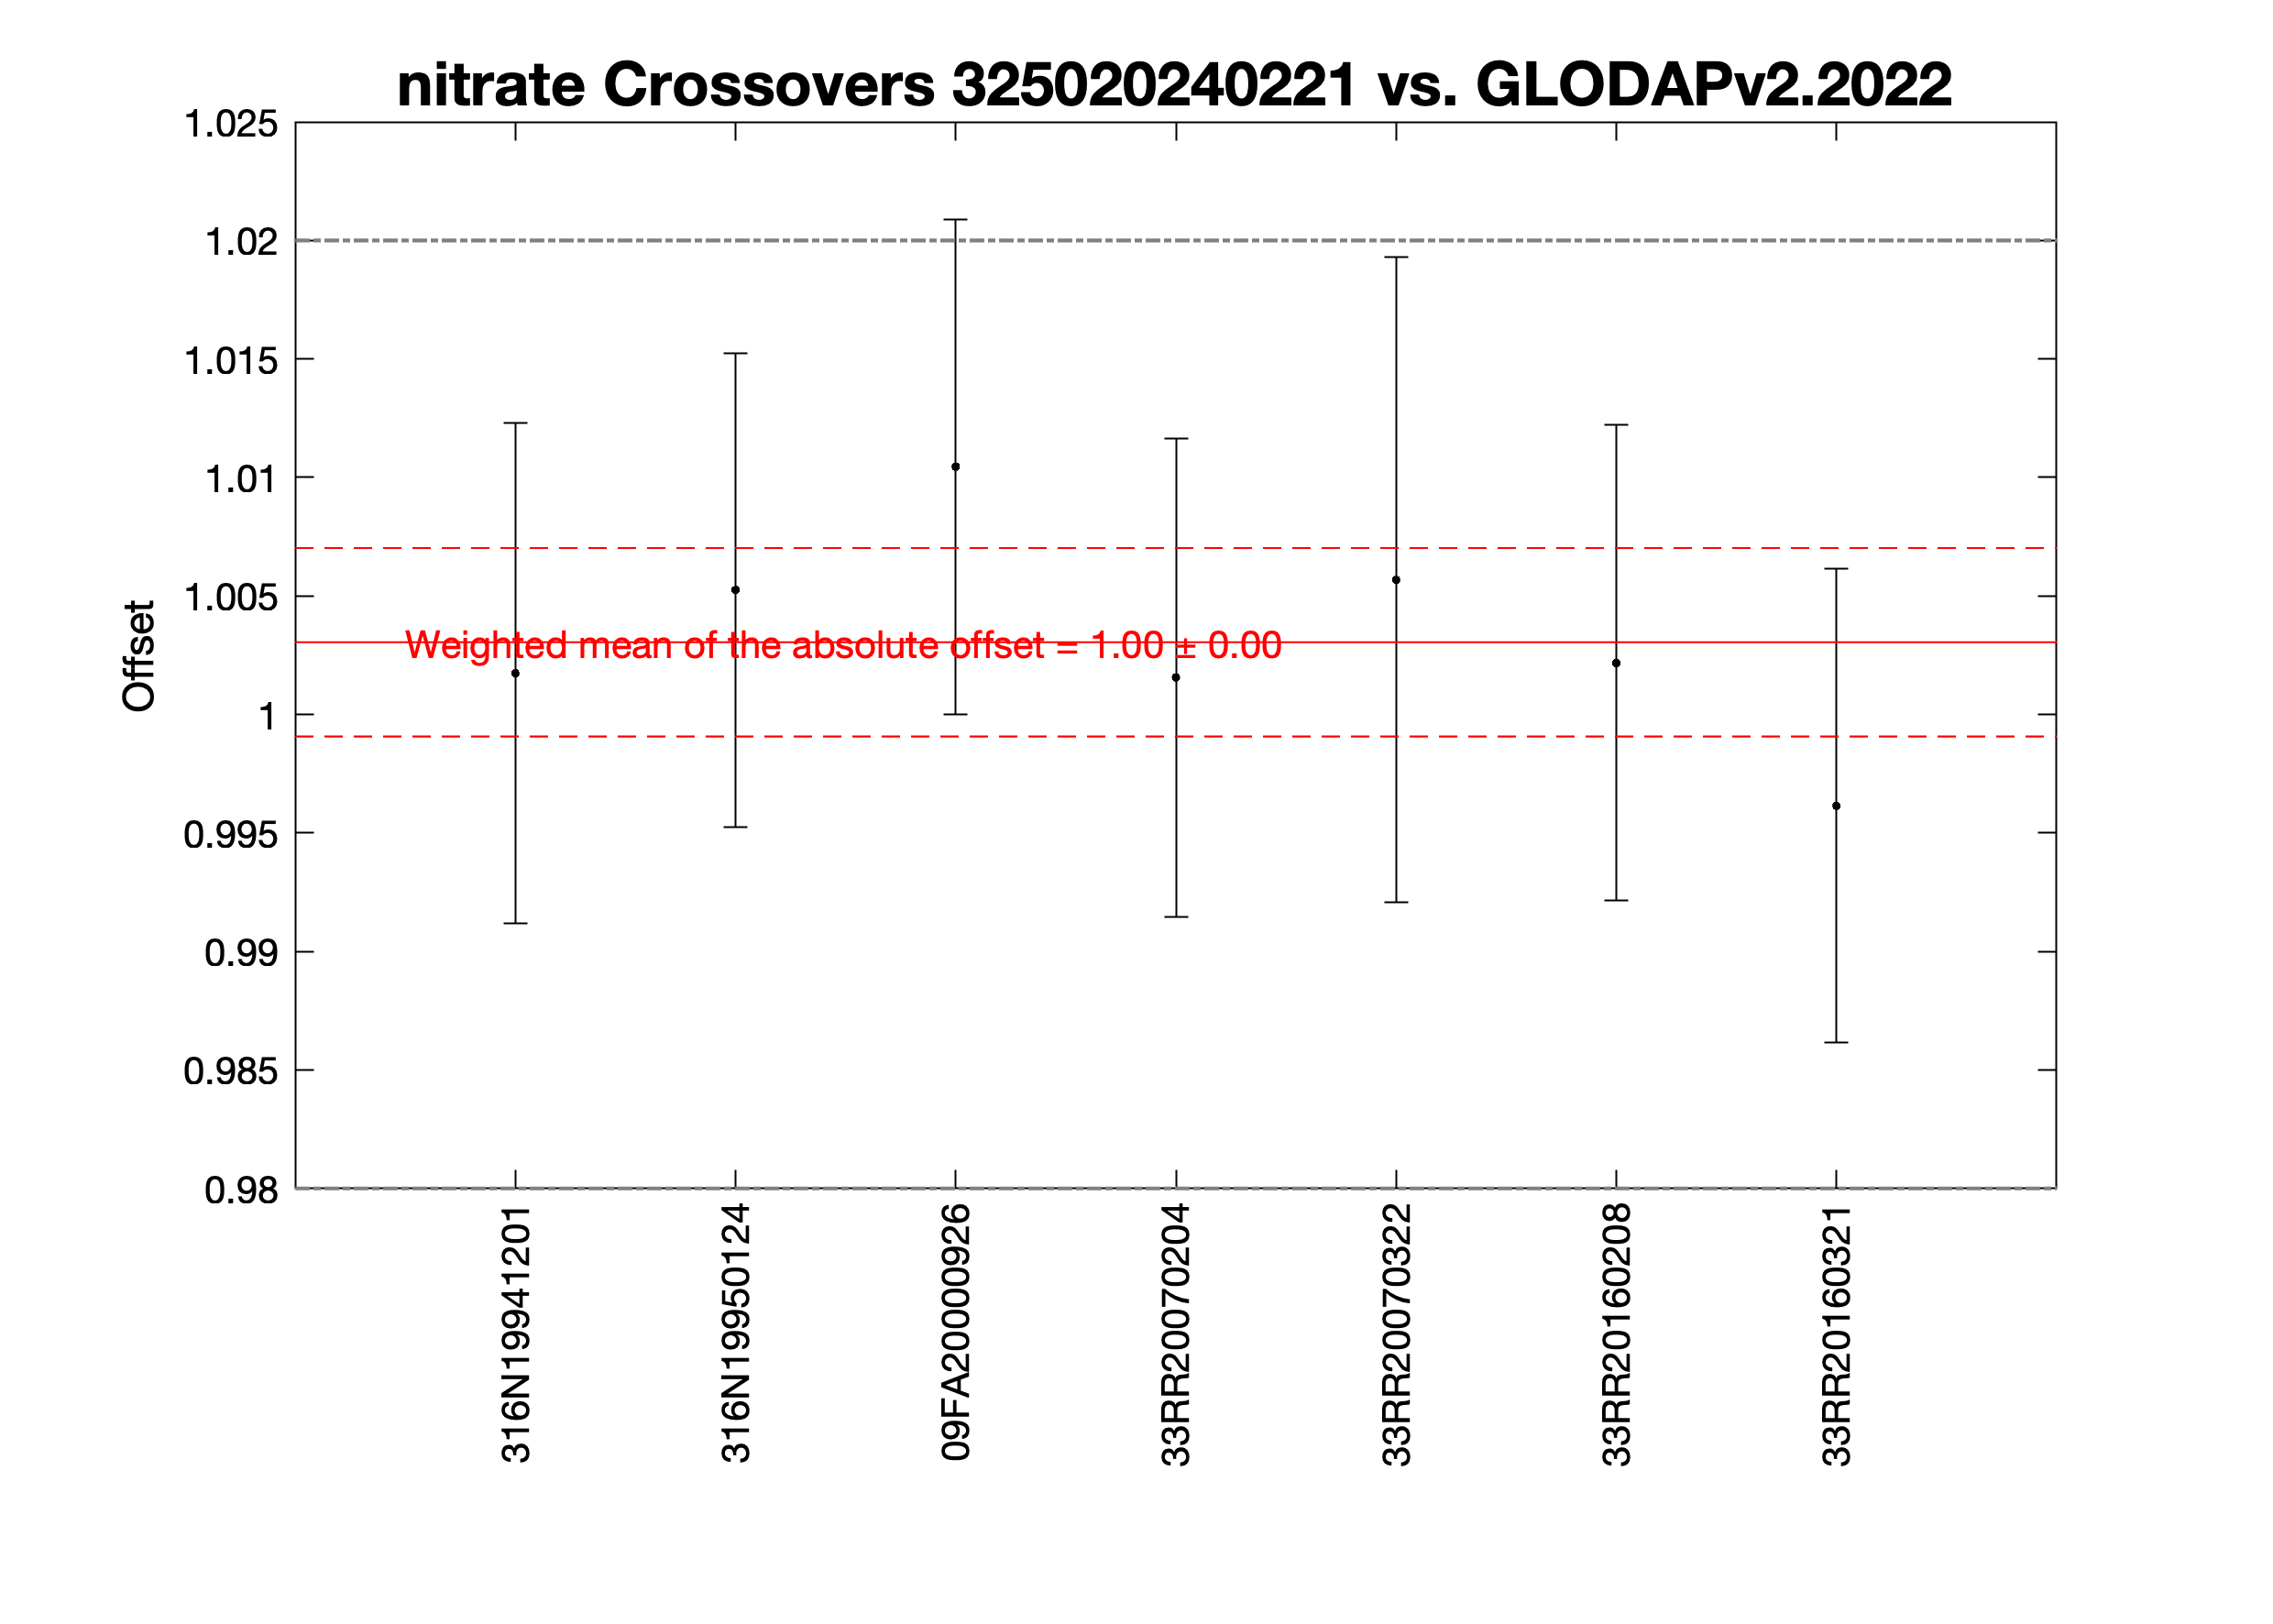 nitrate Crossovers 325020240221 vs. GLODAPv2.2022
1.025
1.02
1.015
1.01
1.005
1
0.995
0.99
0.985
0.98
Offset
Weighted mean of the absolute offset = 1.00 ± 0.00
316N19941201
316N19950124
09FA20000926
33RR20070204
33RR20070322
33RR20160208
33RR20160321